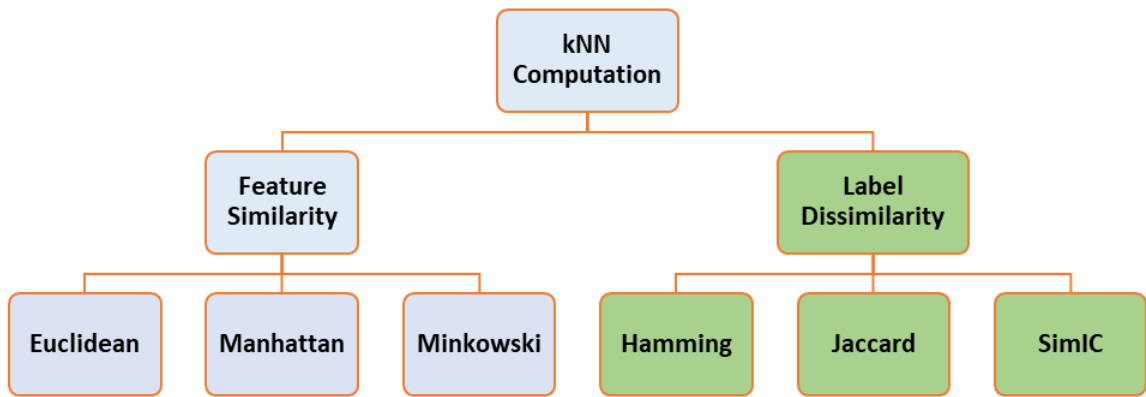 kNN
Computation
Feature
Similarity
Label
Dissimilarity
Euclidean
Manhattan
Minkowski
Hamming
Jaccard
SimIC